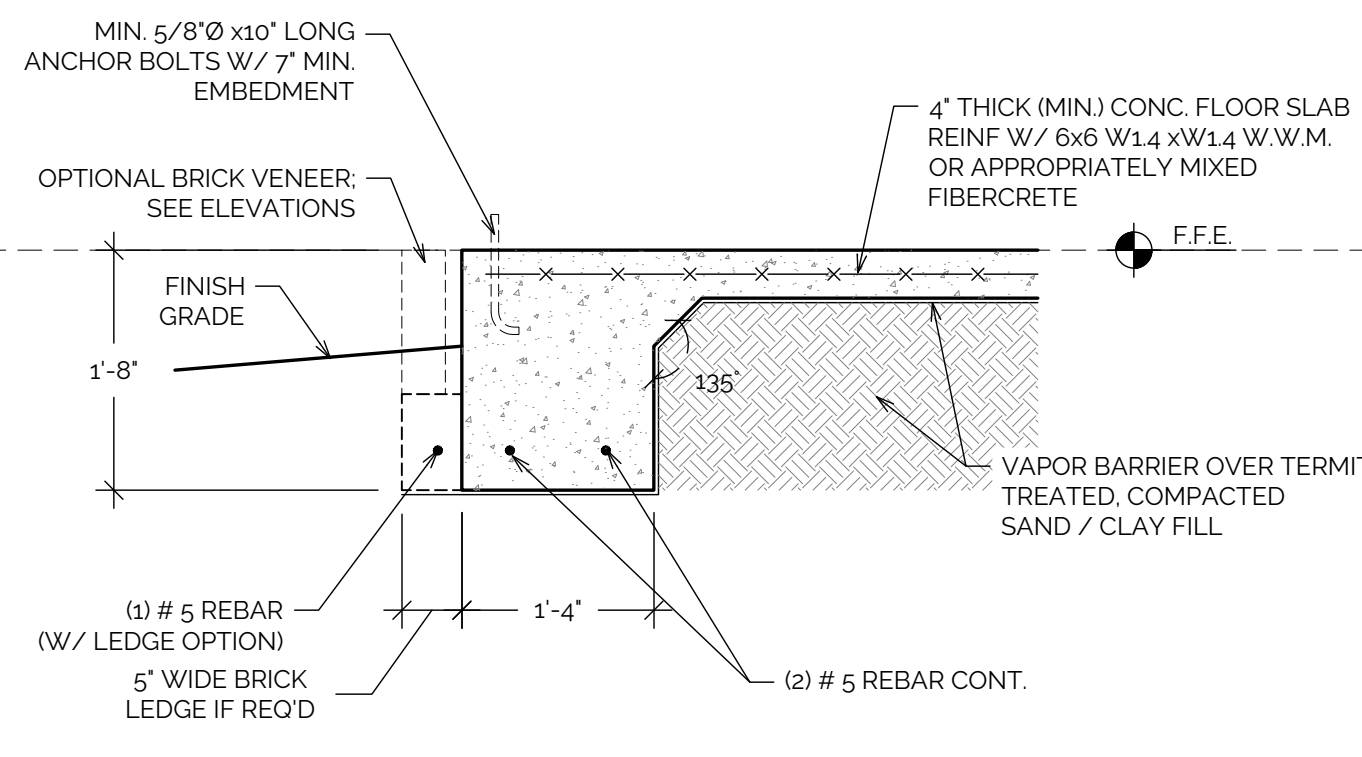 MIN. 5/8"Ø x10" LONG
ANCHOR BOLTS W/ 7" MIN.
EMBEDMENT
4" THICK (MIN.) CONC. FLOOR SLAB
REINF W/ 6x6 W1.4 xW1.4 W.W.M.
OR APPROPRIATELY MIXED
FIBERCRETE
OPTIONAL BRICK VENEER;
SEE ELEVATIONS
F.F.E.
FINISH
GRADE
1'-8"
135°
VAPOR BARRIER OVER TERMIT
TREATED, COMPACTED
SAND / CLAY FILL
(1) # 5 REBAR
(W/ LEDGE OPTION)
1'-4"
5" WIDE BRICK
LEDGE IF REQ'D
(2) # 5 REBAR CONT.